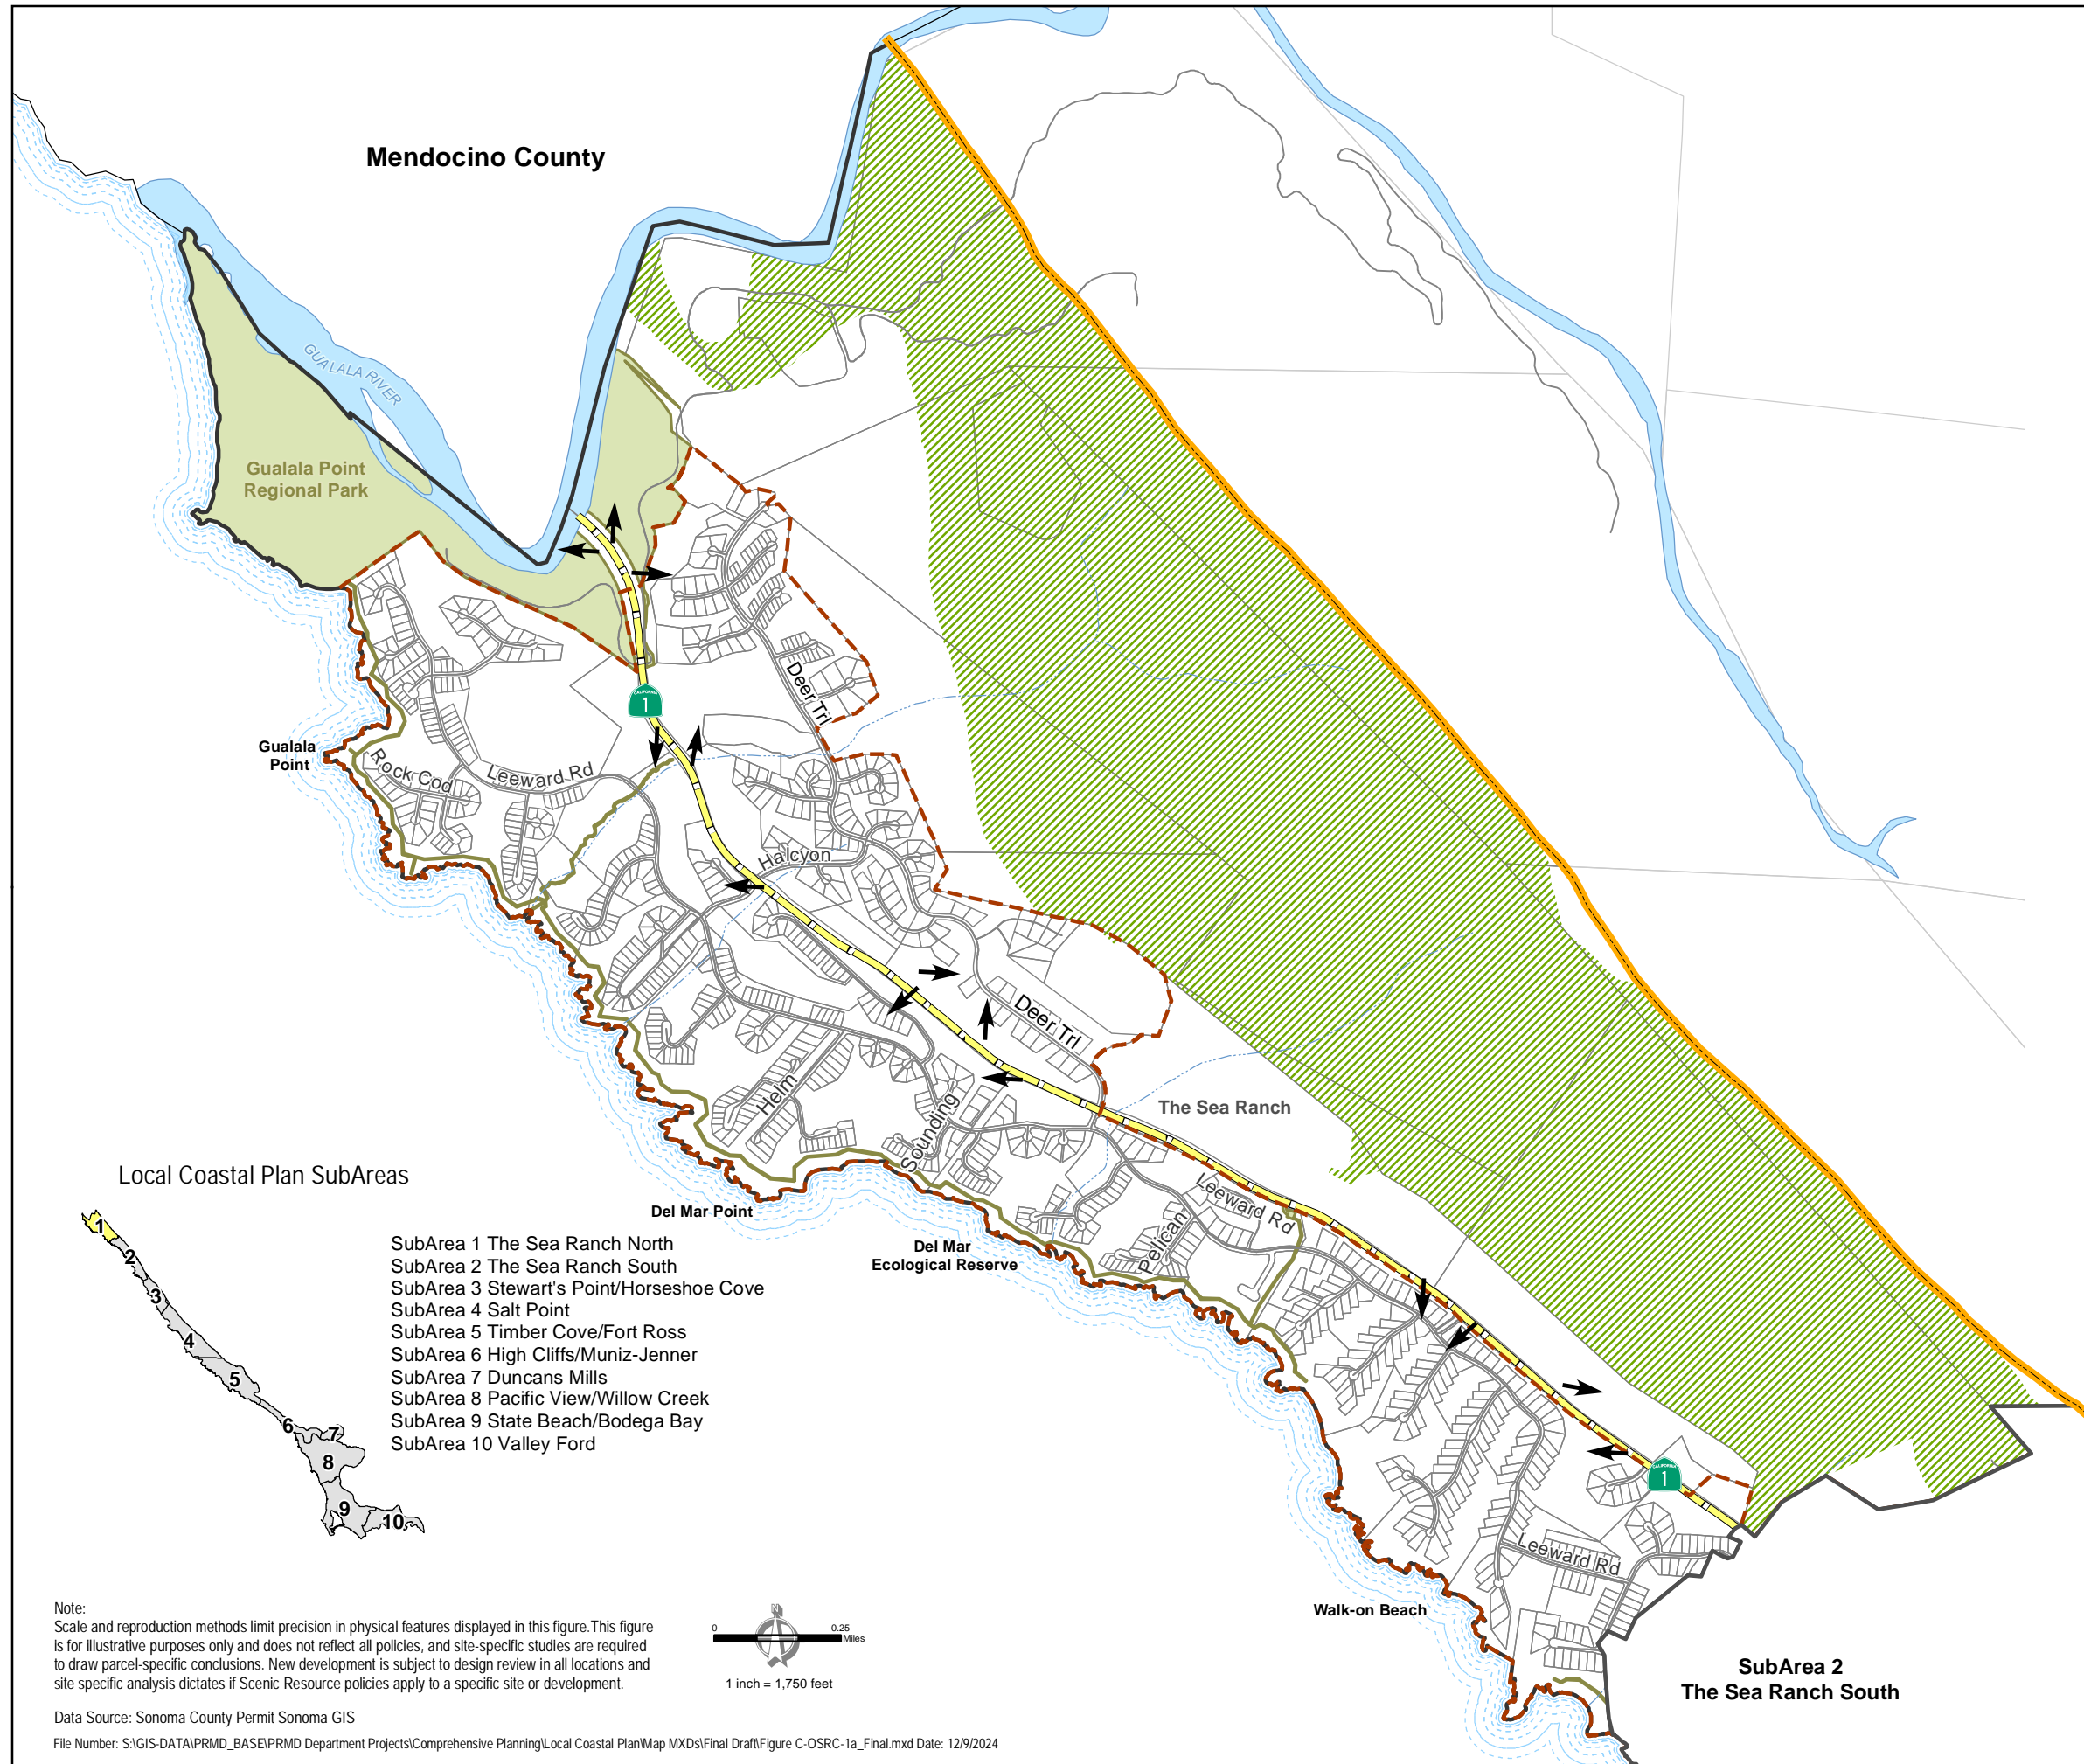 Mendocino County
GUALALA RIVER
Gualala Point
Regional Park
Deer Trl
CALIFORNIA
1
Gualala
Point
Rock Cod
Leeward Rd
Halcyon
Deer Trl
Helm
Sounding
The Sea Ranch
Leeward Rd
Pelican
Del Mar Point
Del Mar
Ecological Reserve
CALIFORNIA
1
Leeward Rd
Walk-on Beach
SubArea 2
The Sea Ranch South
Local Coastal Plan SubAreas
1
2
3
4
5
6
7
8
9
10
SubArea 1 The Sea Ranch North
SubArea 2 The Sea Ranch South
SubArea 3 Stewart's Point/Horseshoe Cove
SubArea 4 Salt Point
SubArea 5 Timber Cove/Fort Ross
SubArea 6 High Cliffs/Muniz-Jenner
SubArea 7 Duncans Mills
SubArea 8 Pacific View/Willow Creek
SubArea 9 State Beach/Bodega Bay
SubArea 10 Valley Ford
Note:
Scale and reproduction methods limit precision in physical features displayed in this figure.This figure
is for illustrative purposes only and does not reflect all policies, and site-specific studies are required
to draw parcel-specific conclusions. New development is subject to design review in all locations and
site specific analysis dictates if Scenic Resource policies apply to a specific site or development.
N
0 0.25
Miles
1 inch = 1,750 feet
Data Source: Sonoma County Permit Sonoma GIS
File Number: S:\GIS-DATA\PRMD_BASE\PRMD Department Projects\Comprehensive Planning\Local Coastal Plan\Map MXDs\Final Draft\Figure C-OSRC-1a_Final.mxd Date: 12/9/2024